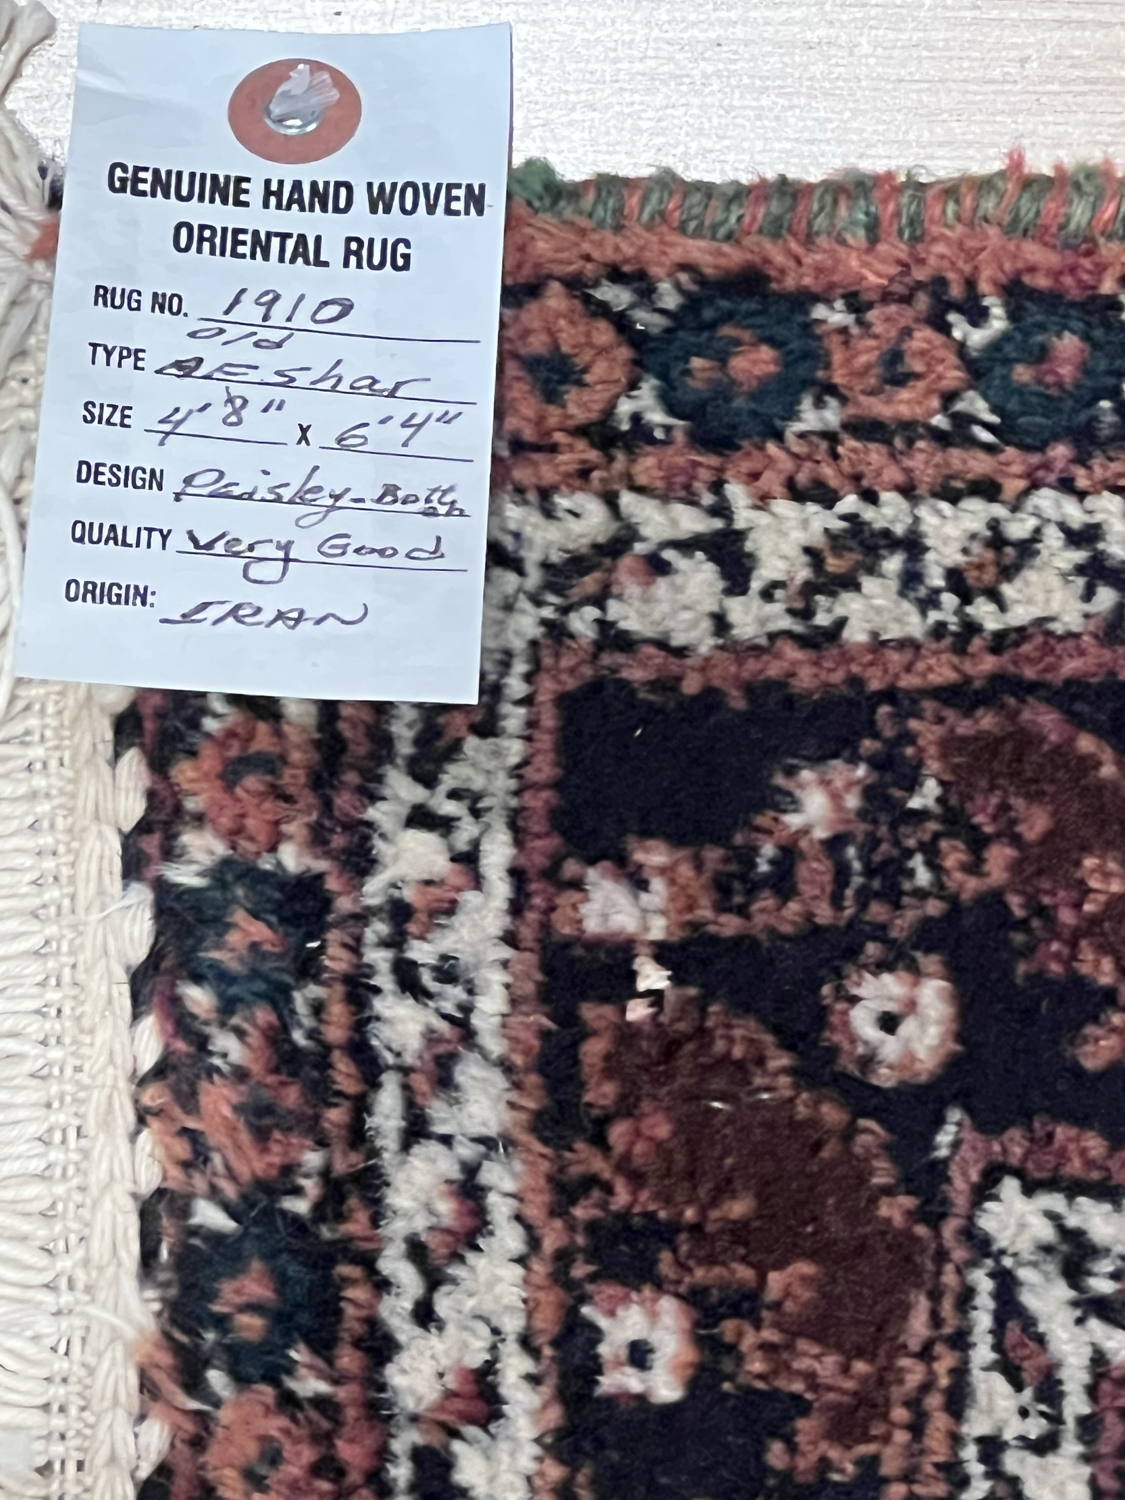 GENUINE HAND WOVEN
ORIENTAL RUG
RUG NO. 1910
old
TYPE AFshar
SIZE 4'8" X 6'4"
DESIGN Paisley-Botteh
QUALITY Very Good
ORIGIN: IRAN